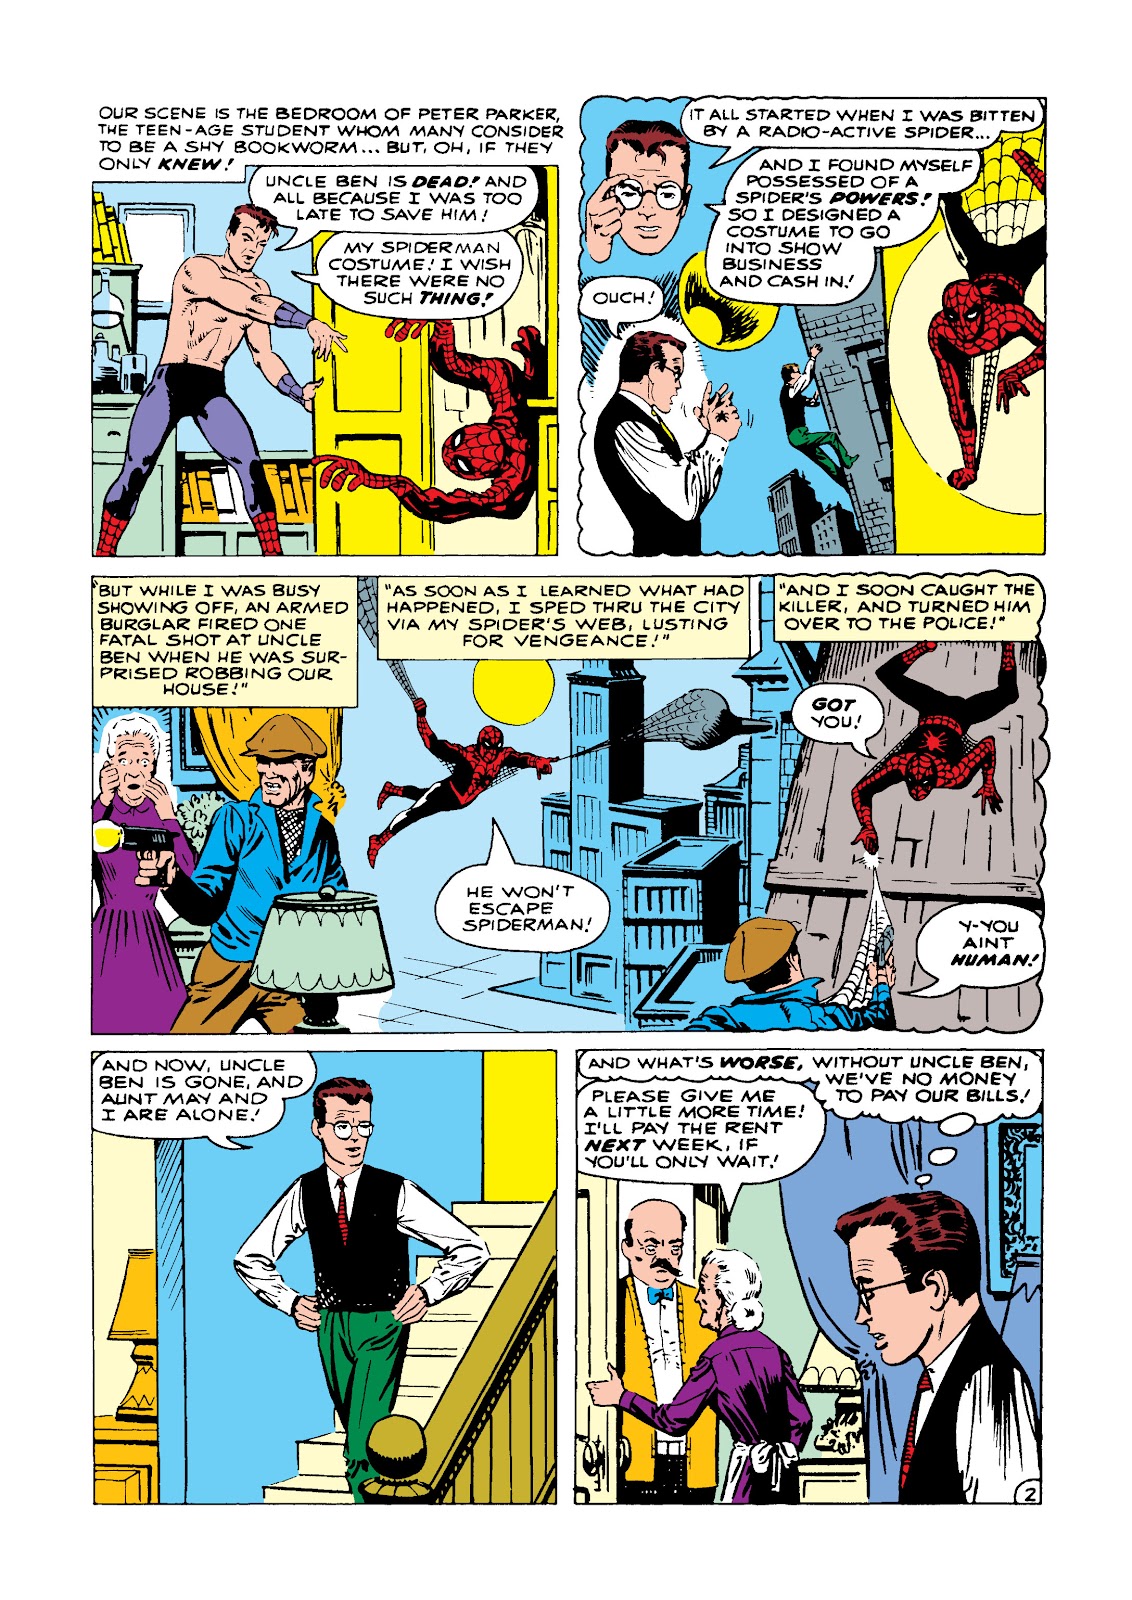 OUR SCENE IS THE BEDROOM OF PETER PARKER,
THE TEEN-AGE STUDENT WHOM MANY CONSIDER
TO BE A SHY BOOKWORM... BUT, OH, IF THEY
ONLY KNEW!
UNCLE BEN IS DEAD! AND
ALL BECAUSE I WAS TOO
LATE TO SAVE HIM!
MY SPIDERMAN
COSTUME! I WISH
THERE WERE NO
SUCH THING!
IT ALL STARTED WHEN I WAS BITTEN
BY A RADIO-ACTIVE SPIDER...
AND I FOUND MYSELF
POSSESSED OF A
SPIDER'S POWERS!
SO I DESIGNED A
COSTUME TO GO
INTO SHOW
BUSINESS
AND CASH IN!
OUCH!
"BUT WHILE I WAS BUSY
SHOWING OFF, AN ARMED
BURGLAR FIRED ONE
FATAL SHOT AT UNCLE
BEN WHEN HE WAS SUR-
PRISED ROBBING OUR
HOUSE!"
"AS SOON AS I LEARNED WHAT HAD
HAPPENED, I SPED THRU THE CITY
VIA MY SPIDER'S WEB, LUSTING
FOR VENGEANCE!"
HE WON'T
ESCAPE
SPIDERMAN!
"AND I SOON CAUGHT THE
KILLER, AND TURNED HIM
OVER TO THE POLICE!"
GOT
YOU!
Y-YOU
AINT
HUMAN!
AND NOW, UNCLE
BEN IS GONE, AND
AUNT MAY AND
I ARE ALONE!
AND WHAT'S WORSE, WITHOUT UNCLE BEN,
WE'VE NO MONEY
TO PAY OUR BILLS!
PLEASE GIVE ME
A LITTLE MORE TIME!
I'LL PAY THE RENT
NEXT WEEK, IF
YOU'LL ONLY WAIT!
2